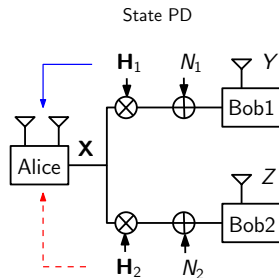 State PD
H₁ N₁ Y
Bob1
X
Alice
Z
Bob2
H₂ N₂